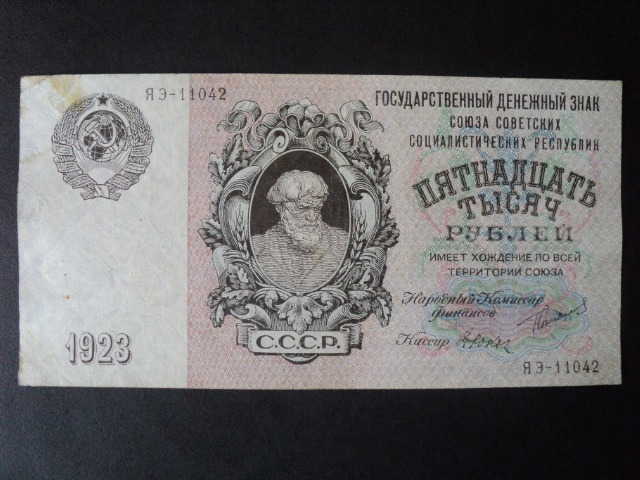 ЯЭ-11042
ГОСУДАРСТВЕННЫЙ ДЕНЕЖНЫЙ ЗНАК
СОЮЗА СОВЕТСКИХ
СОЦИАЛИСТИЧЕСКИХ РЕСПУБЛИК
ПЯТНАДЦАТЬ
ТЫСЯЧ
РУБЛЕЙ
ИМЕЕТ ХОЖДЕНИЕ ПО ВСЕЙ
ТЕРРИТОРИИ СОЮЗА
Народный Комиссар
финансов
Кассир
С.С.С.Р.
1923
ЯЭ-11042